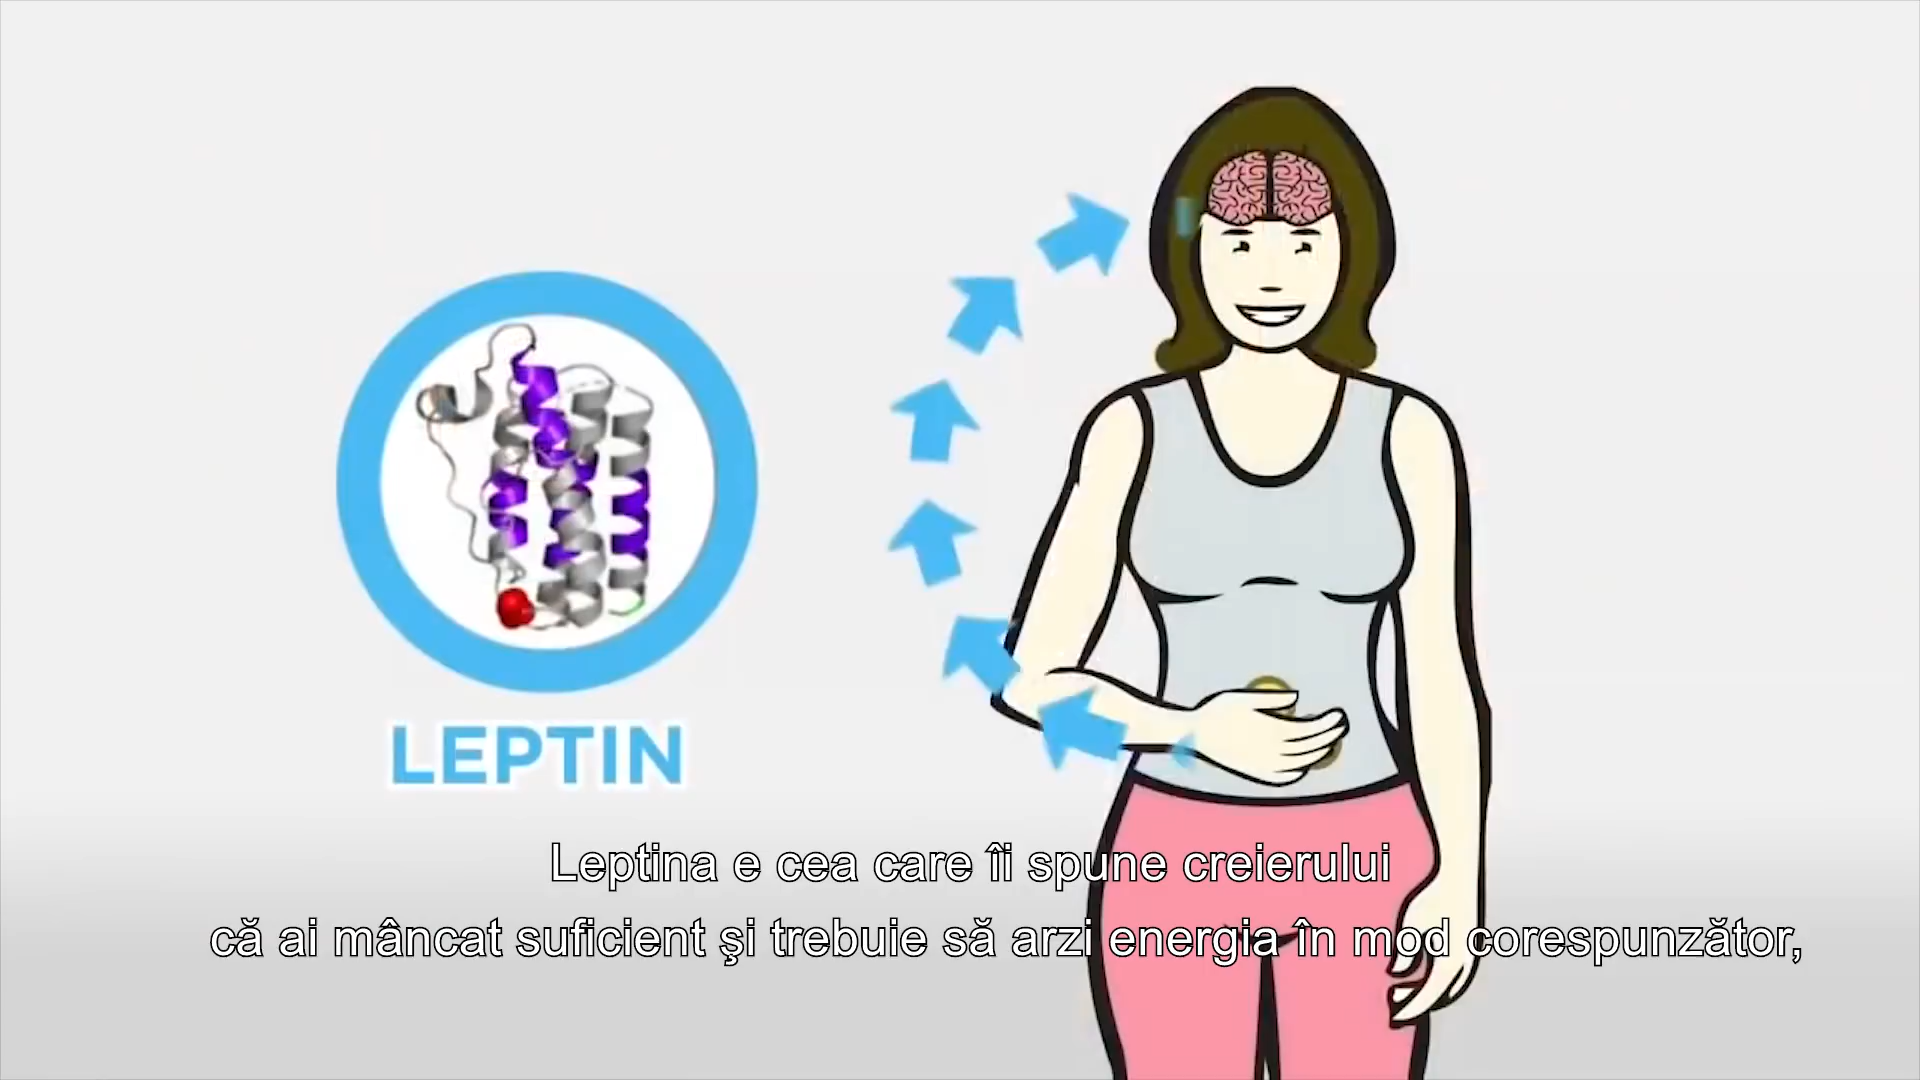 LEPTIN
Leptina e cea care îi spune creierului
că ai mâncat suficient şi trebuie să arzi energia în mod corespunzător,